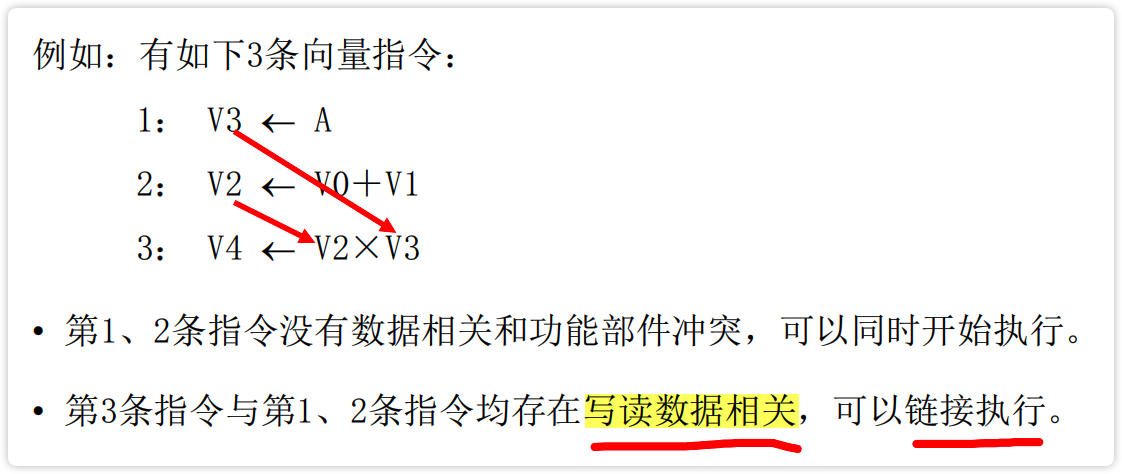 例如：有如下3条向量指令：
1： V3 ← A
2： V2 ← V0＋V1
3： V4 ← V2×V3
• 第1、2条指令没有数据相关和功能部件冲突，可以同时开始执行。
• 第3条指令与第1、2条指令均存在写读数据相关，可以链接执行。